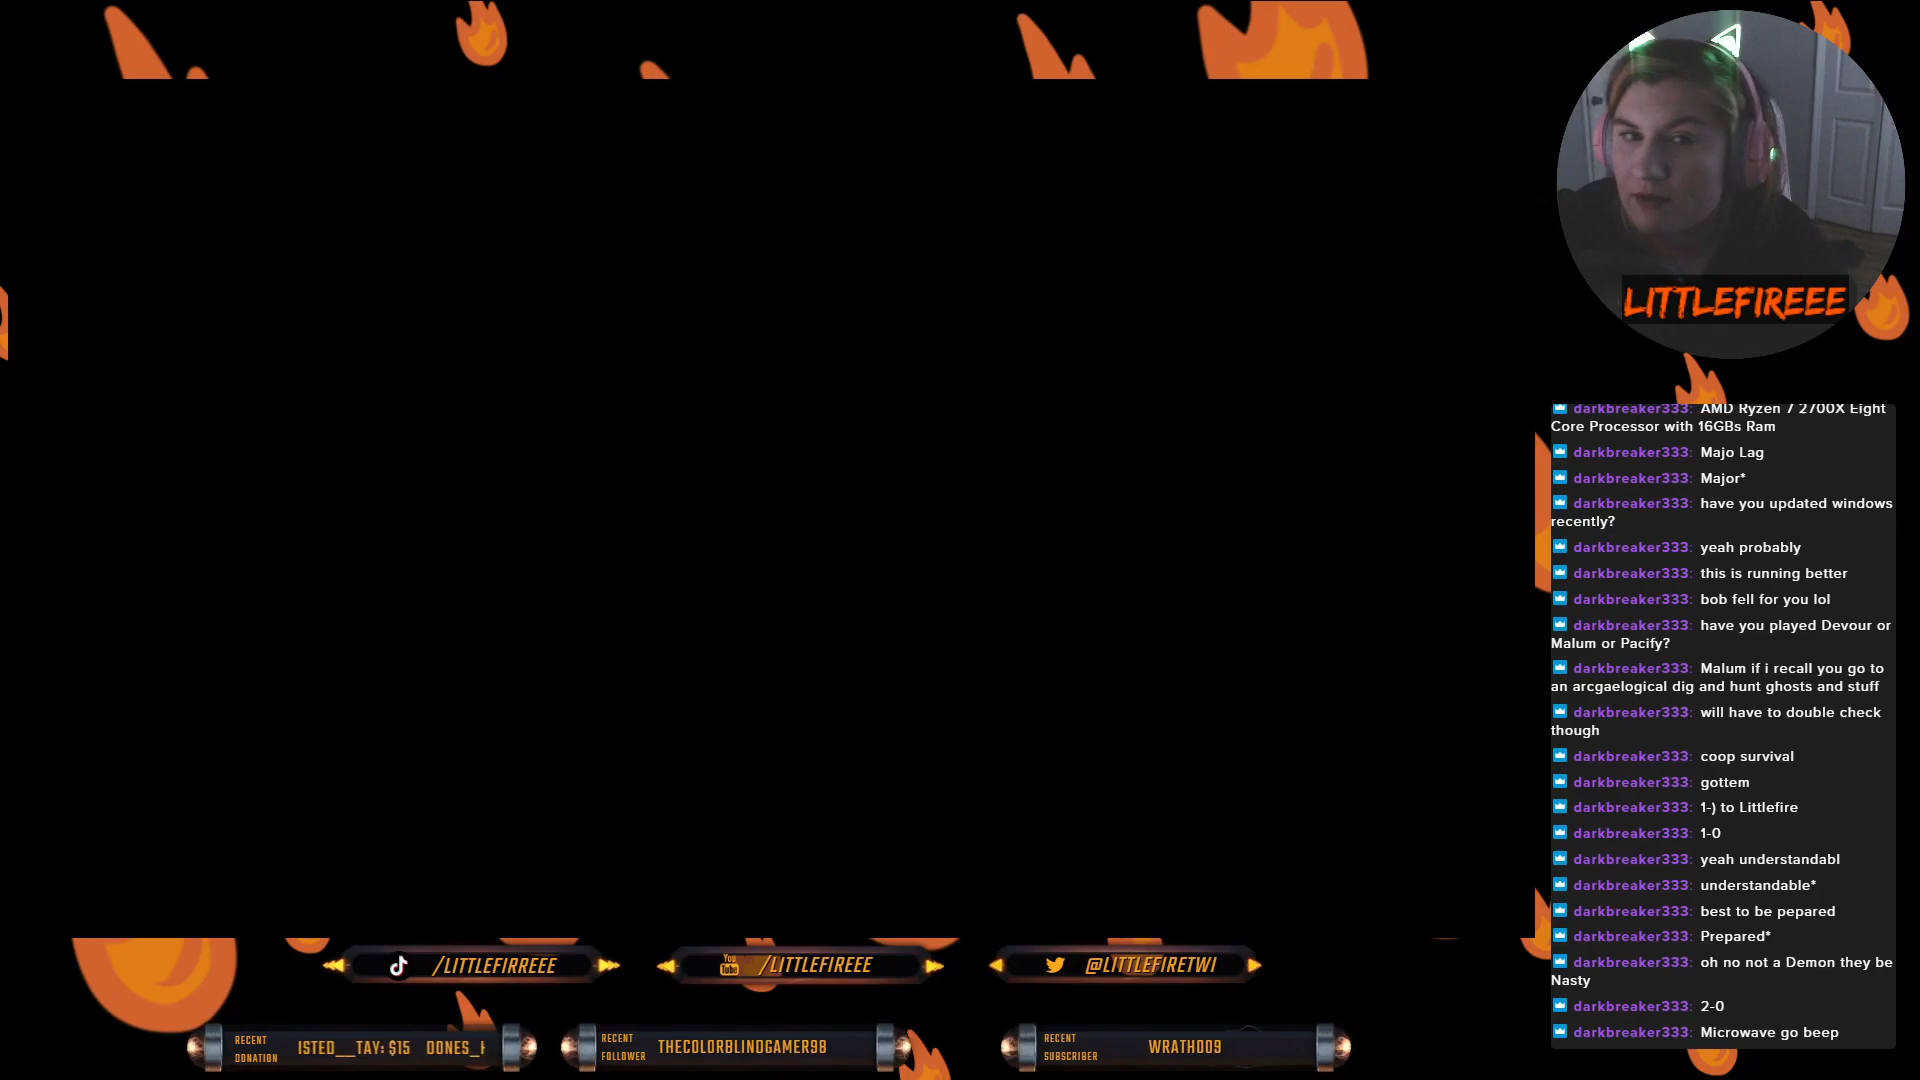 LITTLEFIREEE
darkbreaker333: AMD Ryzen 7 2700X Eight
Core Processor with 16GBs Ram
darkbreaker333: Majo Lag
darkbreaker333: Major*
darkbreaker333: have you updated windows
recently?
darkbreaker333: yeah probably
darkbreaker333: this is running better
darkbreaker333: bob fell for you lol
darkbreaker333: have you played Devour or
Malum or Pacify?
darkbreaker333: Malum if i recall you go to
an arcgaelogical dig and hunt ghosts and stuff
darkbreaker333: will have to double check
though
darkbreaker333: coop survival
darkbreaker333: gottem
darkbreaker333: 1-) to Littlefire
darkbreaker333: 1-0
darkbreaker333: yeah understandabl
darkbreaker333: understandable*
darkbreaker333: best to be pepared
darkbreaker333: Prepared*
darkbreaker333: oh no not a Demon they be
Nasty
darkbreaker333: 2-0
darkbreaker333: Microwave go beep
/LITTLEFIRREEE
You Tube /LITTLEFIREEE
@LITTLEFIRETWI
RECENT DONATION ISTED__TAY: $15 DONES_
RECENT FOLLOWER THECOLORBLINDGAMER98
RECENT SUBSCRIBER WRATH009